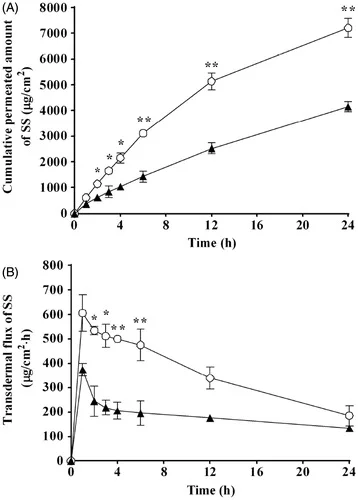 (A)
Cumulative permeated amount
of SS (μg/cm²)
8000
7000
6000
5000
4000
3000
2000
1000
0
*
*
*
**
**
**
0 4 8 12 16 20 24
Time (h)
(B)
Transdermal flux of SS
(μg/cm²·h)
800
700
600
500
400
300
200
100
0
*
*
**
**
0 4 8 12 16 20 24
Time (h)